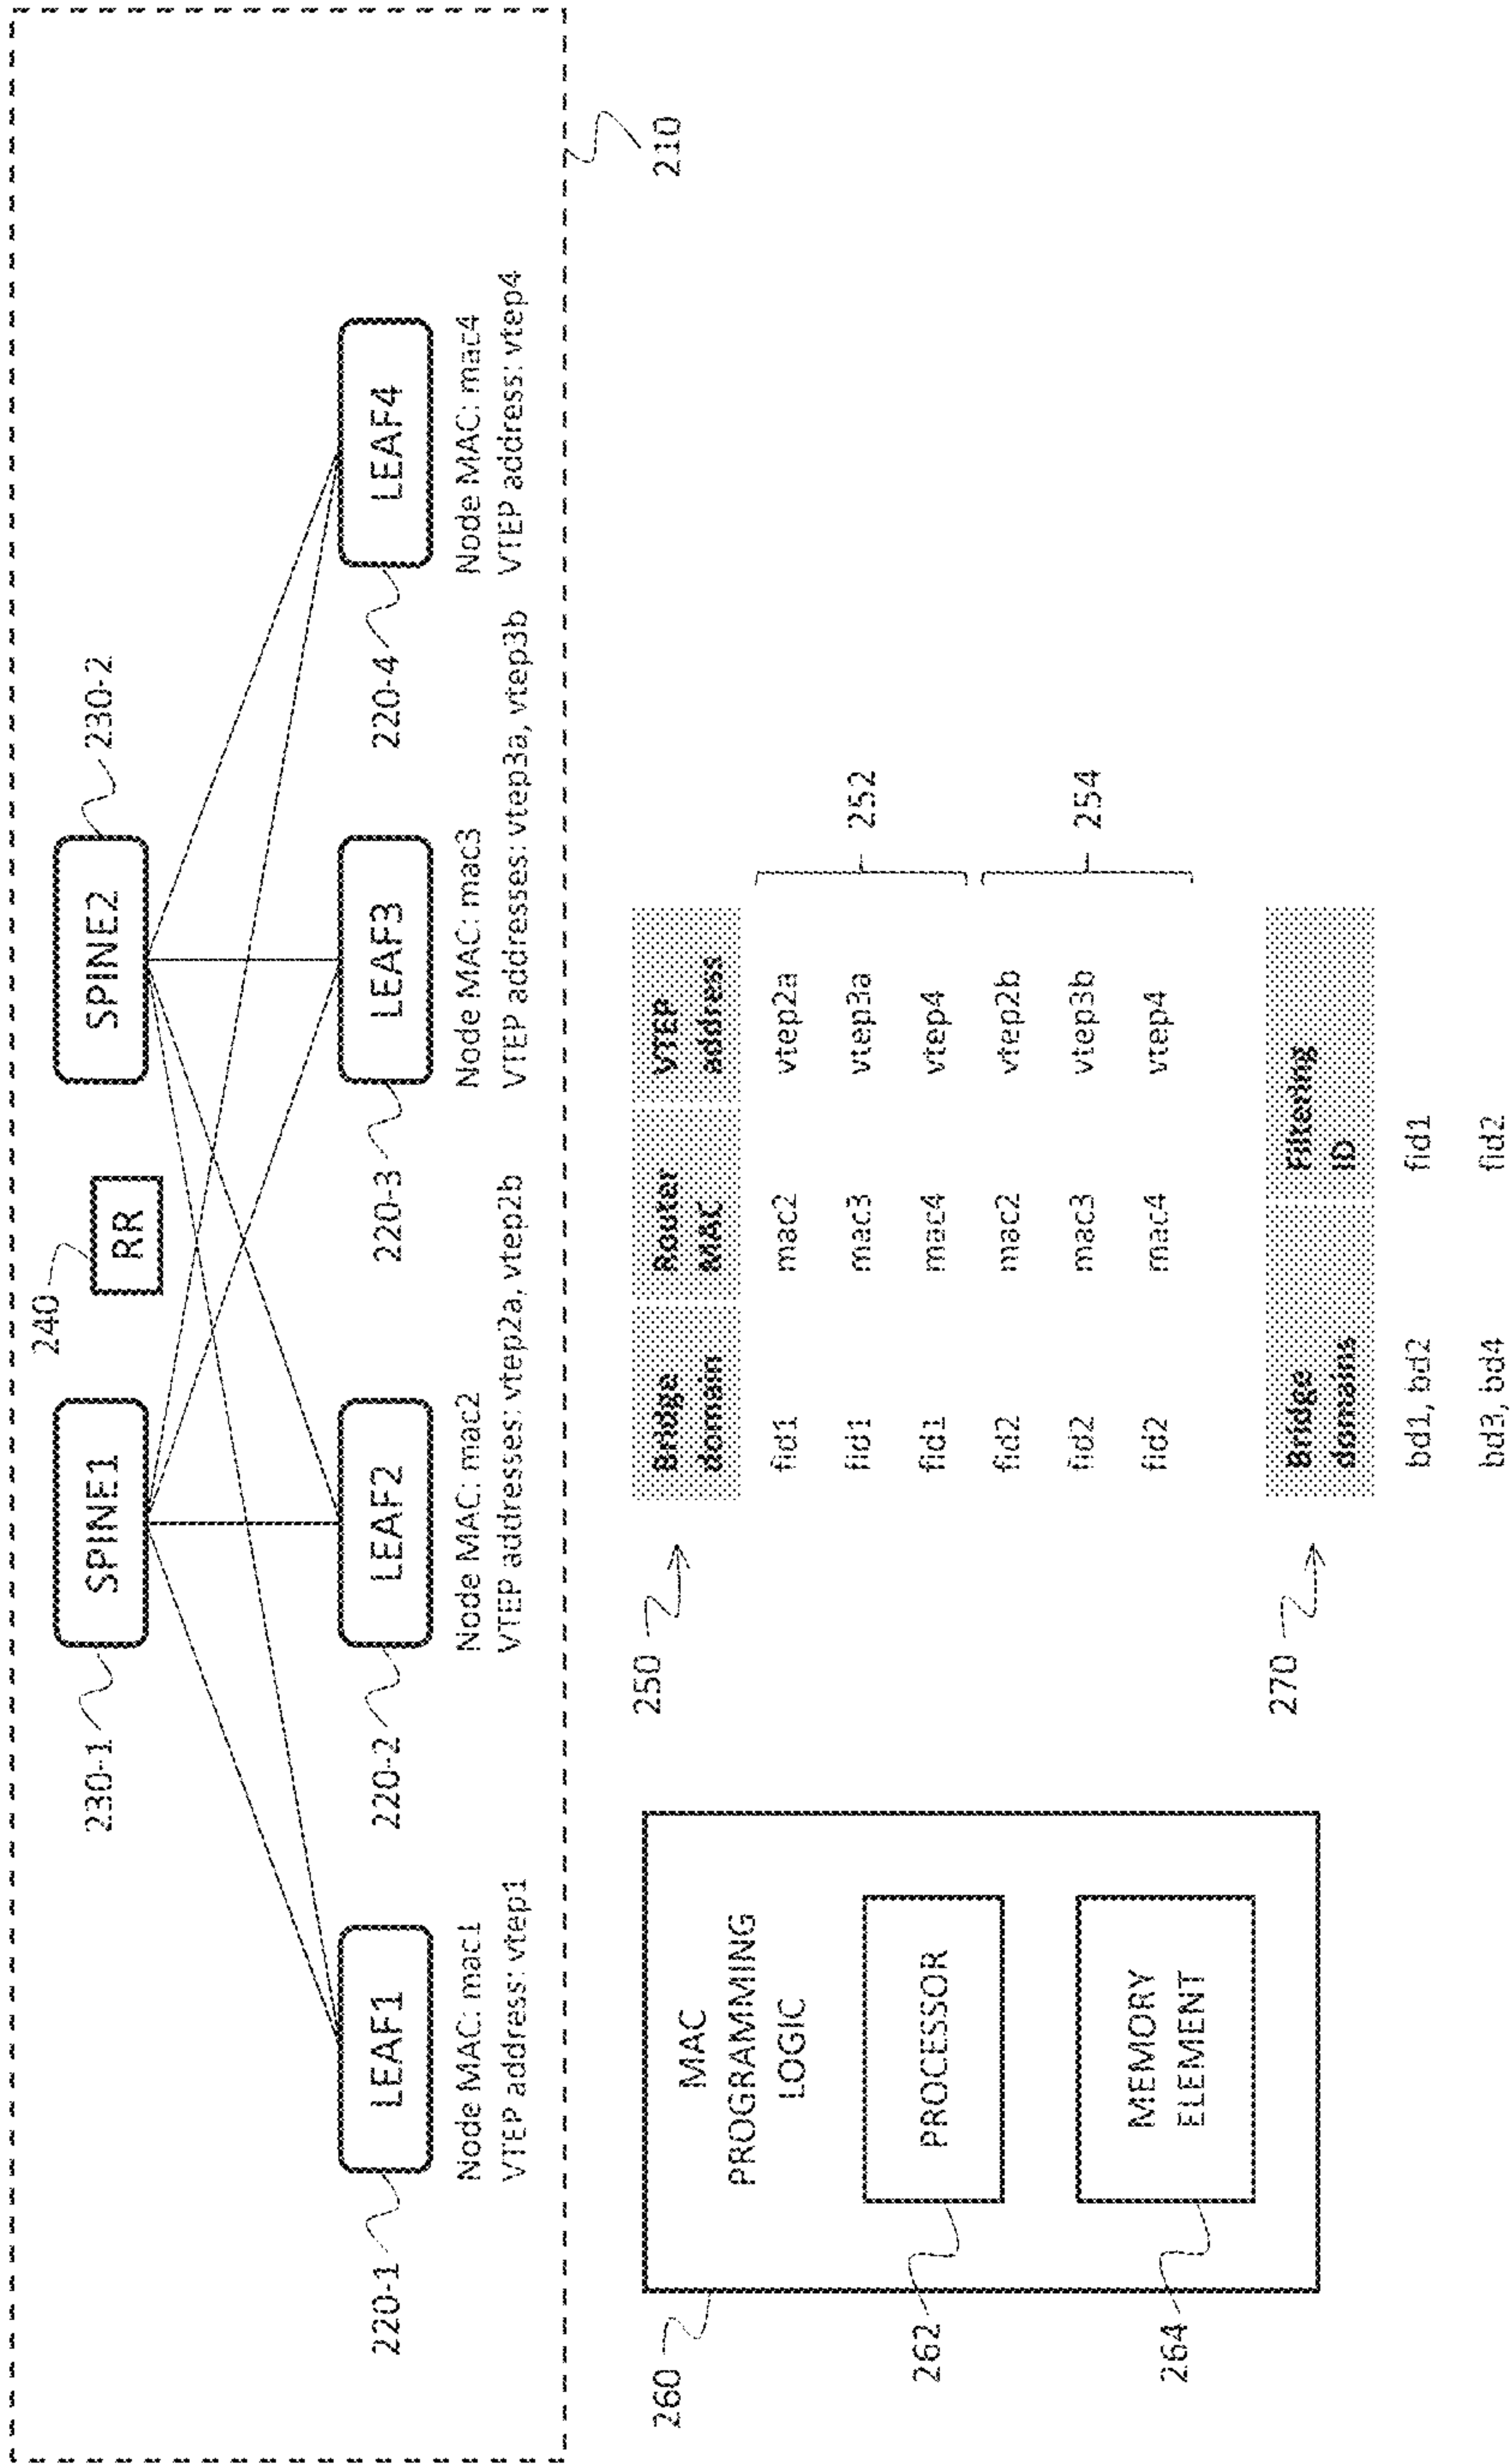 240
230-1
SPINE1
RR
SPINE2
230-2
220-1
LEAF1
220-2
LEAF2
220-3
LEAF3
220-4
LEAF4
Node MAC: mac1
VTEP address: vtep1
Node MAC: mac2
VTEP addresses: vtep2a, vtep2b
Node MAC: mac3
VTEP addresses: vtep3a, vtep3b
Node MAC: mac4
VTEP address: vtep4
210
260
MAC
PROGRAMMING
LOGIC
262
PROCESSOR
264
MEMORY
ELEMENT
250
Bridge domain Router MAC VTEP address
fid1 mac2 vtep2a
fid1 mac3 vtep3a
fid1 mac4 vtep4
fid2 mac2 vtep2b
fid2 mac3 vtep3b
fid2 mac4 vtep4
252
254
270
Bridge domains Filtering ID
bd1, bd2 fid1
bd3, bd4 fid2